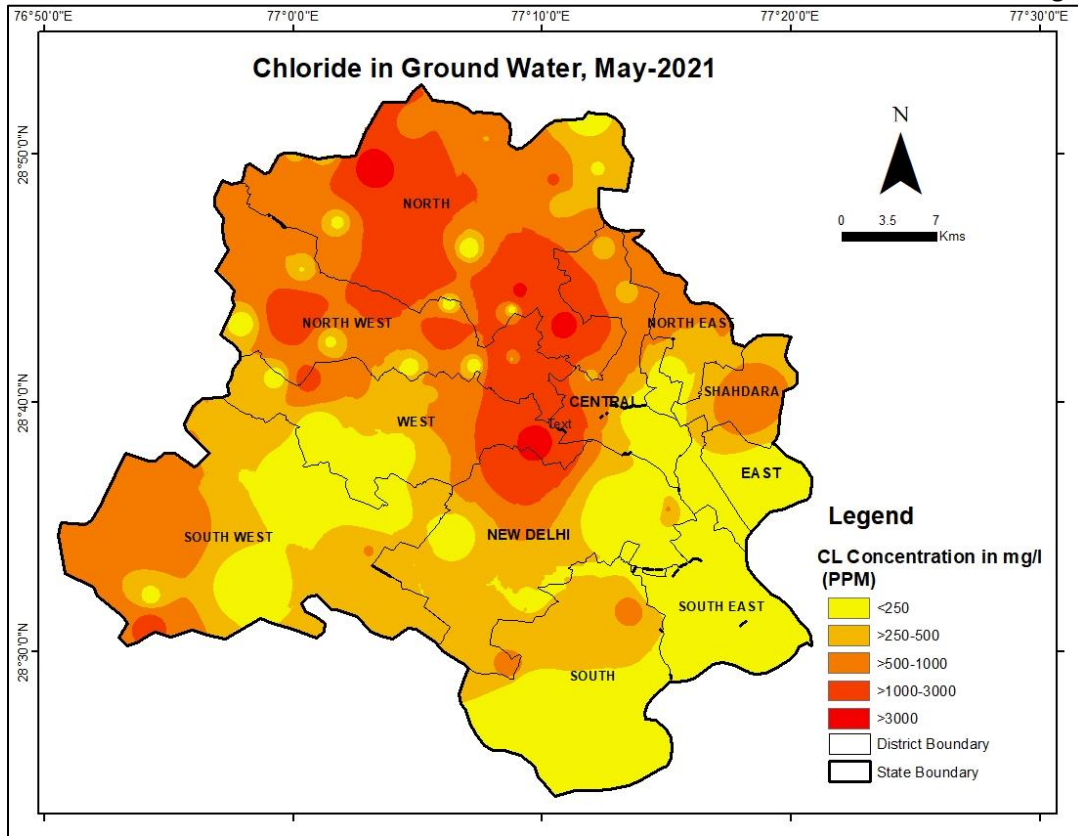 76°50'0"E 77°0'0"E 77°10'0"E 77°20'0"E 77°30'0"E
Chloride in Ground Water, May-2021
28°50'0"N
28°40'0"N
28°30'0"N
N
0 3.5 7
Kms
NORTH
NORTH WEST
NORTH EAST
SHAHDARA
CENTRAL
Text
WEST
EAST
SOUTH WEST
NEW DELHI
SOUTH EAST
SOUTH
Legend
CL Concentration in mg/l
(PPM)
<250
>250-500
>500-1000
>1000-3000
>3000
District Boundary
State Boundary